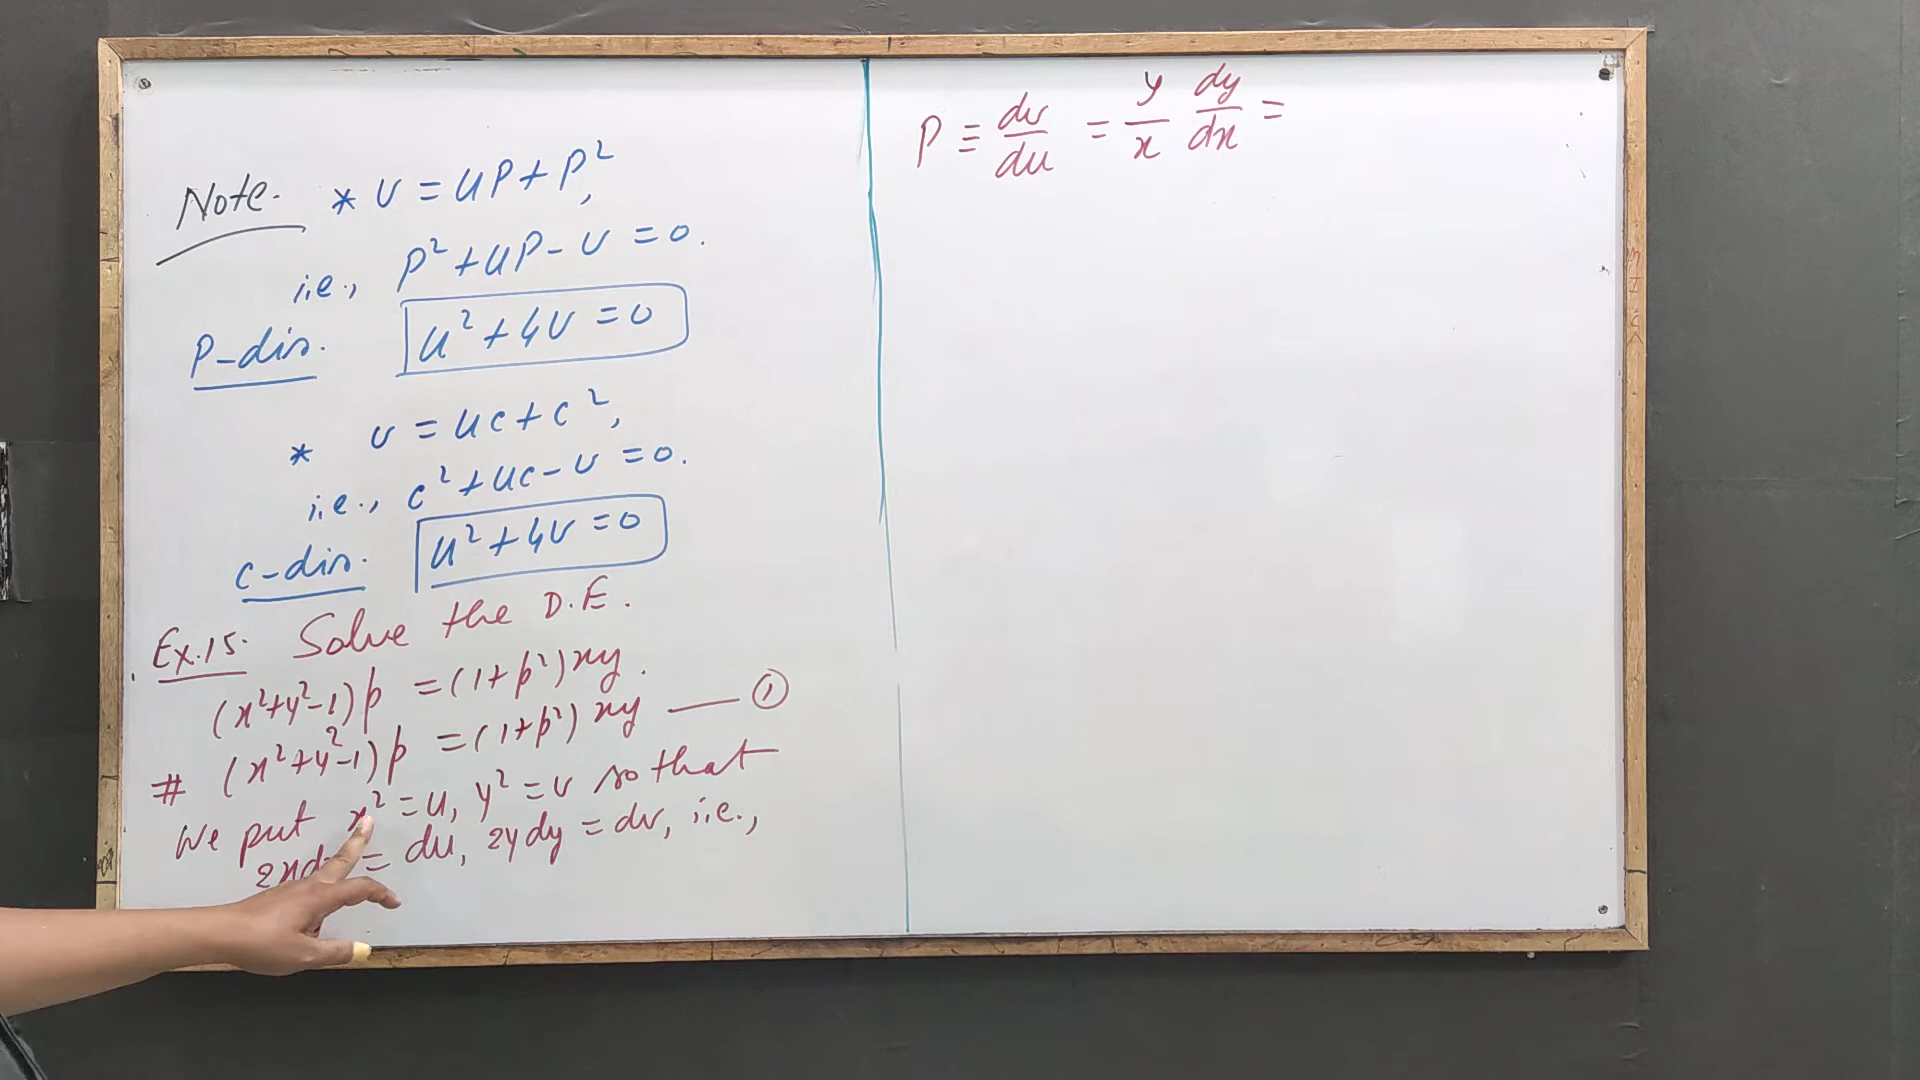 Note. * v = uP + P²,
i.e., P² + uP - v = 0.
P-dis. u² + 4v = 0
* v = uc + c²,
i.e., c² + uc - v = 0.
c-dis. u² + 4v = 0
Ex.15. Solve the D.E.
(x²+y²-1)p = (1+p²)xy.
# (x²+y²-1)p = (1+p²)xy —— ①
We put x² = u, y² = v so that
= du, 2ydy = dv, i.e.,
P ≡ dv/du = y/x dy/dx =